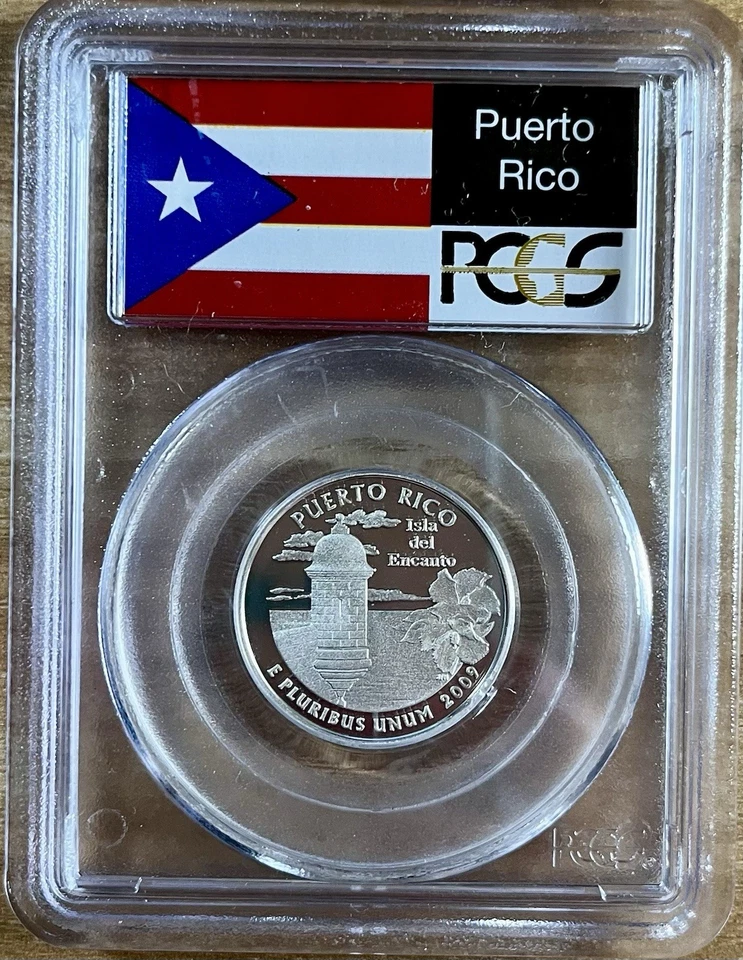 Puerto
Rico
PCGS
PUERTO RICO
Isla
del
Encanto
E PLURIBUS UNUM 2009
PCGS